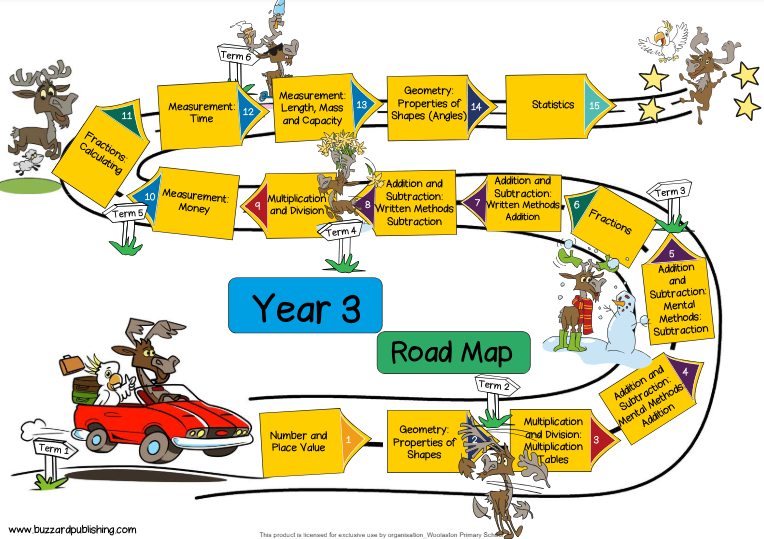 Term 6
11
Fractions:
Calculating
Measurement:
Time
12
Measurement:
Length, Mass
and Capacity
13
Geometry:
Properties of
Shapes (Angles)
14
Statistics
15
10
Measurement:
Money
9
Multiplication
and Division
8
Addition and
Subtraction:
Written Methods
Subtraction
7
Addition and
Subtraction:
Written Methods
Addition
6
Fractions
Term 3
Term 5
Term 4
5
Addition
and
Subtraction:
Mental
Methods:
Subtraction
Year 3
Road Map
4
Addition and
Subtraction:
Mental Methods
Addition
Term 2
Term 1
Number and
Place Value
1
Geometry:
Properties of
Shapes
2
Multiplication
and Division:
Multiplication
Tables
3
www.buzzardpublishing.com
This product is licensed for exclusive use by organisation_Woolaston Primary School